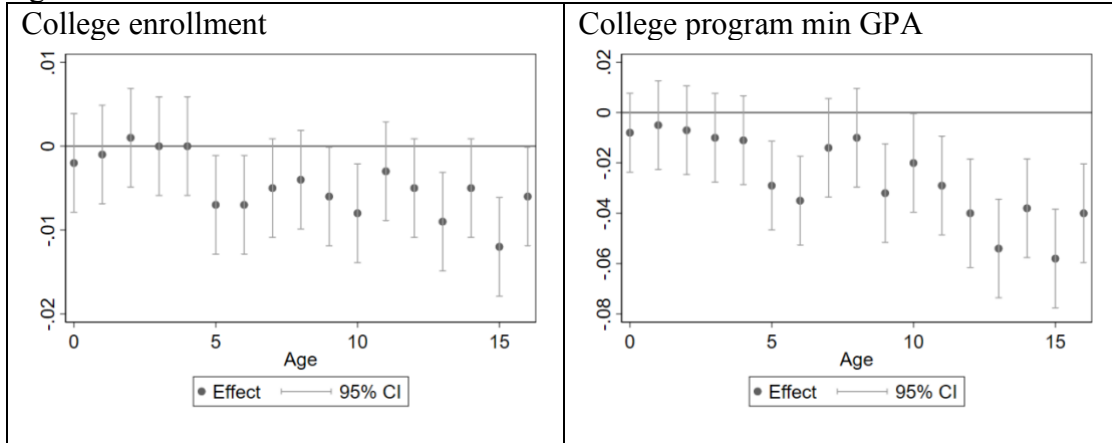 College enrollment
.01
0
-.01
-.02
0 5 10 15
Age
Effect 95% CI
College program min GPA
.02
0
-.02
-.04
-.06
-.08
0 5 10 15
Age
Effect 95% CI